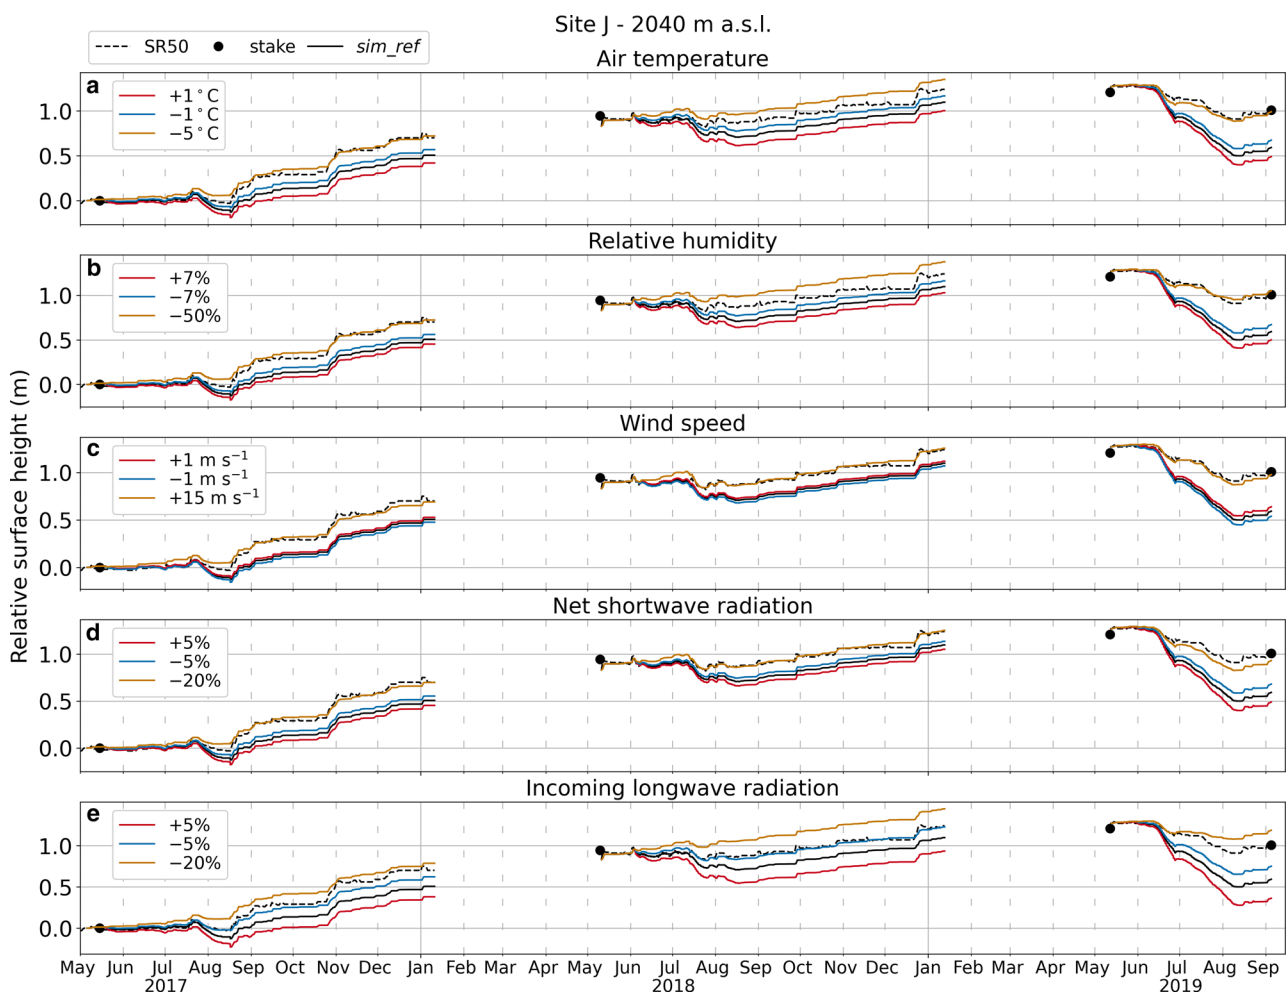 Site J - 2040 m a.s.l.
SR50 stake sim_ref
Air temperature
a
+1°C
−1°C
−5°C
1.0
0.5
0.0
Relative humidity
b
+7%
−7%
−50%
1.0
0.5
0.0
Wind speed
c
+1 m s⁻¹
−1 m s⁻¹
+15 m s⁻¹
1.0
0.5
0.0
Relative surface height (m)
Net shortwave radiation
d
+5%
−5%
−20%
1.0
0.5
0.0
Incoming longwave radiation
e
+5%
−5%
−20%
1.0
0.5
0.0
May Jun Jul Aug Sep Oct Nov Dec Jan Feb Mar Apr May Jun Jul Aug Sep Oct Nov Dec Jan Feb Mar Apr May Jun Jul Aug Sep
2017 2018 2019